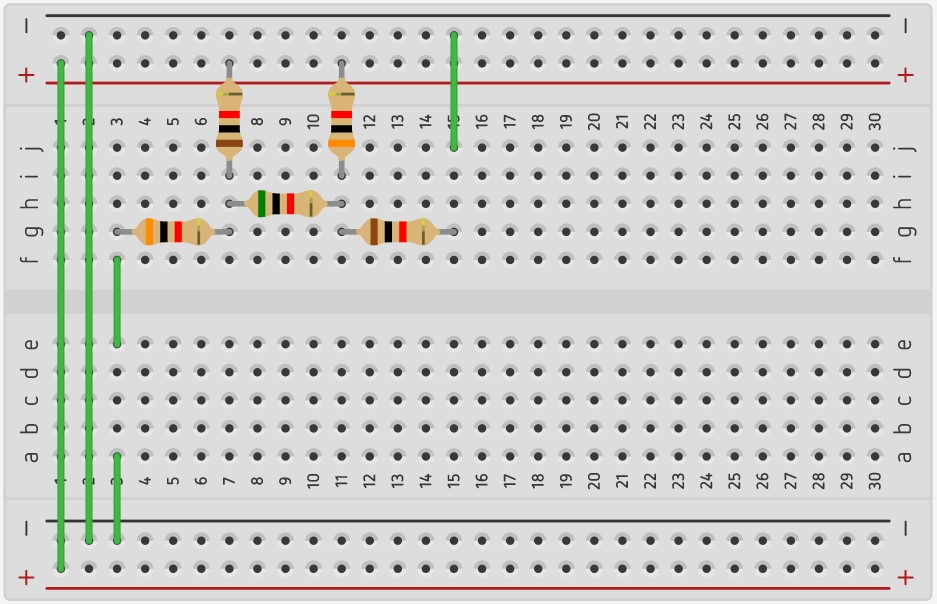 − −
+ +
1 2 3 4 5 6 8 9 10 12 13 14 15 16 17 18 19 20 21 22 23 24 25 26 27 28 29 30
j j
i i
h h
g g
f f
e e
d d
c c
b b
a a
1 2 3 4 5 6 7 8 9 10 11 12 13 14 15 16 17 18 19 20 21 22 23 24 25 26 27 28 29 30
− −
+ +